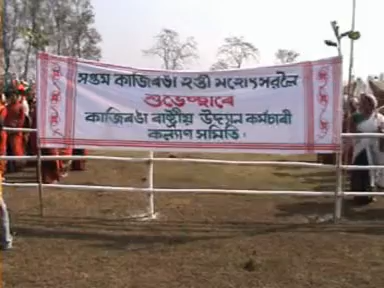 সপ্তম কাজিৰঙা হস্তী মহোৎসৱলৈ
শুভেচ্ছাৰে
কাজিৰঙা ৰাষ্ট্ৰীয় উদ্যান কৰ্মচাৰী
কল্যাণ সমিতি।